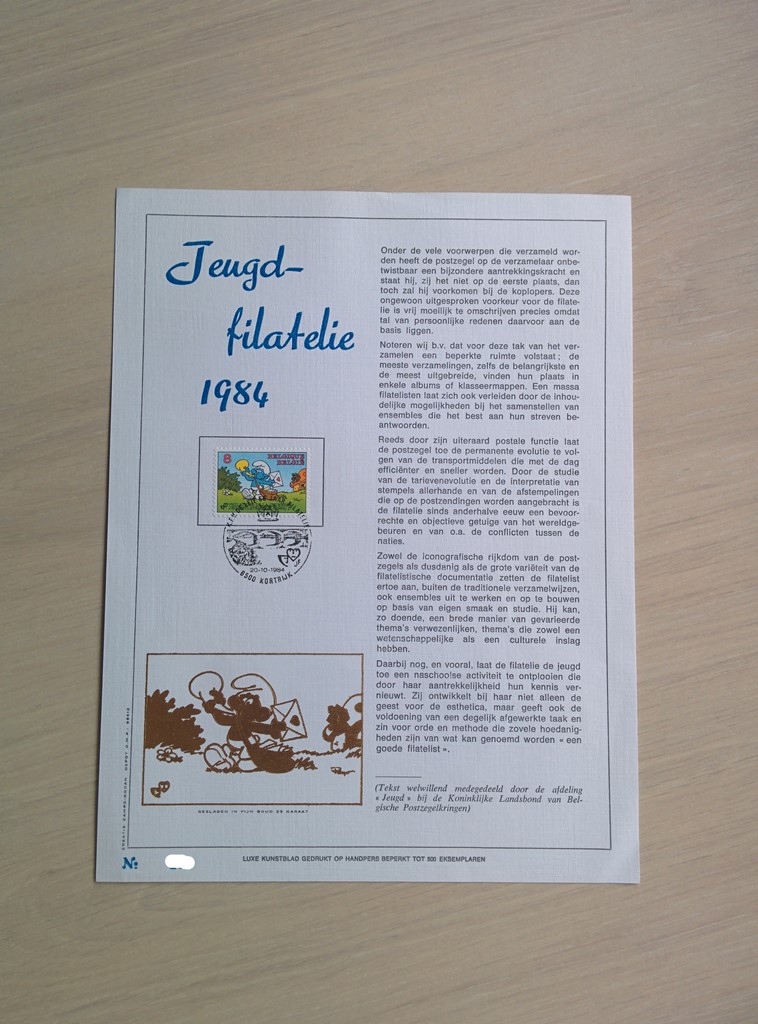 Jeugd-
filatelie
1984
8
BELGIQUE
BELGIË
20-10-1984
8500 KORTRIJK
GESLAGEN IN FIJN GOUD 23 KARAAT
Onder de vele voorwerpen die verzameld wor-
den heeft de postzegel op de verzamelaar onbe-
twistbaar een bijzondere aantrekkingskracht en
staat hij, zij het niet op de eerste plaats, dan
toch zal hij voorkomen bij de koplopers. Deze
ongewoon uitgesproken voorkeur voor de filate-
lie is vrij moeilijk te omschrijven precies omdat
tal van persoonlijke redenen daarvoor aan de
basis liggen.
Noteren wij b.v. dat voor deze tak van het ver-
zamelen een beperkte ruimte volstaat ; de
meeste verzamelingen, zelfs de belangrijkste en
de meest uitgebreide, vinden hun plaats in
enkele albums of klasseermappen. Een massa
filatelisten laat zich ook verleiden door de inhou-
delijke mogelijkheden bij het samenstellen van
ensembles die het best aan hun streven be-
antwoorden.
Reeds door zijn uiteraard postale functie laat
de postzegel toe de permanente evolutie te vol-
gen van de transportmiddelen die met de dag
efficiënter en sneller worden. Door de studie
van de tarievenevolutie en de interpretatie van
stempels allerhande en van de afstempelingen
die op de postzendingen worden aangebracht is
de filatelie sinds anderhalve eeuw een bevoor-
rechte en objectieve getuige van het wereldge-
beuren en van o.a. de conflicten tussen de
naties.
Zowel de iconografische rijkdom van de post-
zegels als dusdanig als de grote variëteit van de
filatelistische documentatie zetten de filatelist
ertoe aan, buiten de traditionele verzamelwijzen,
ook ensembles uit te werken en op te bouwen
op basis van eigen smaak en studie. Hij kan,
zo doende, een brede manier van gevarieerde
thema's verwezenlijken, thema's die zowel een
wetenschappelijke als een culturele inslag
hebben.
Daarbij nog, en vooral, laat de filatelie de jeugd
toe een naschoolse activiteit te ontplooien die
door haar aantrekkelijkheid hun kennis ver-
nieuwt. Zij ontwikkelt bij haar niet alleen de
geest voor de esthetica, maar geeft ook de
voldoening van een degelijk afgewerkte taak en
zin voor orde en methode die zovele hoedanig-
heden zijn van wat kan genoemd worden « een
goede filatelist ».
(Tekst welwillend medegedeeld door de afdeling
« Jeugd » bij de Koninklijke Landsbond van Bel-
gische Postzegelkringen)
Nº
LUXE KUNSTBLAD GEDRUKT OP HANDPERS BEPERKT TOT 500 EKSEMPLAREN